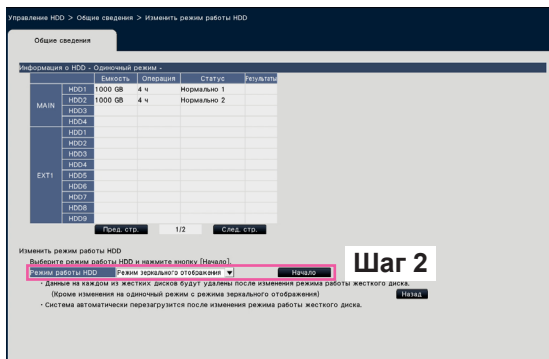 Управление HDD > Общие сведения > Изменить режим работы HDD
Общие сведения
Информация о HDD - Одиночный режим -
Емкость Операция Статус Результаты
MAIN
HDD1 1000 GB 4 ч Нормально 1
HDD2 1000 GB 4 ч Нормально 2
HDD3
HDD4
EXT1
HDD1
HDD2
HDD3
HDD4
HDD5
HDD6
HDD7
HDD8
HDD9
Пред. стр. 1/2 След. стр.
Изменить режим работы HDD
Выберите режим работы HDD и нажмите кнопку [Начало].
Шаг 2
Режим работы HDD Режим зеркального отображения ▼ Начало
· Данные на каждом из жестких дисков будут удалены после изменения режима работы жесткого диска.
(Кроме изменения на одиночный режим с режима зеркального отображения) Назад
· Система автоматически перезагрузится после изменения режима работы жесткого диска.